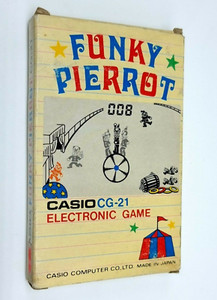 FUNKY
PIERROT
008
CASIO CG-21
ELECTRONIC GAME
CASIO COMPUTER CO.,LTD. MADE IN JAPAN